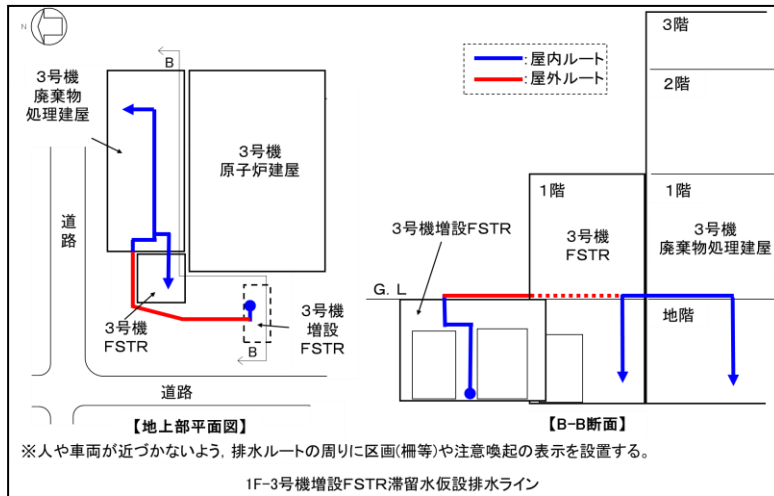 N
B
3号機
廃棄物
処理建屋
3号機
原子炉建屋
道路
3号機
FSTR
3号機
増設
FSTR
B
道路
【地上部平面図】
:屋内ルート
:屋外ルート
3階
2階
1階
1階
3号機増設FSTR
3号機
FSTR
3号機
廃棄物処理建屋
G.L
地階
【B-B断面】
※人や車両が近づかないよう,排水ルートの周りに区画(柵等)や注意喚起の表示を設置する。
1F-3号機増設FSTR滞留水仮設排水ライン